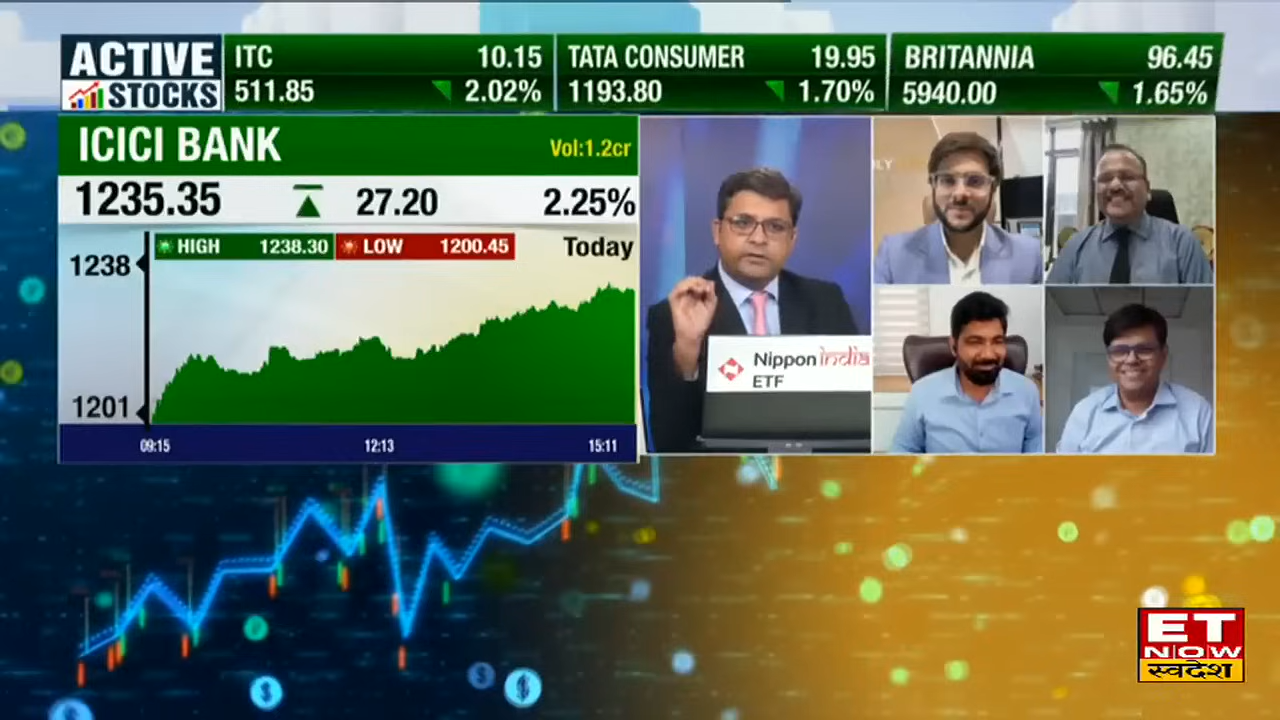 ACTIVE
STOCKS
ITC 10.15
511.85 2.02%
TATA CONSUMER 19.95
1193.80 1.70%
BRITANNIA 96.45
5940.00 1.65%
ICICI BANK Vol:1.2cr
1235.35 27.20 2.25%
HIGH 1238.30 LOW 1200.45 Today
1238
1201
09:15 12:13 15:11
Nippon india
ETF
ET
NOW
स्वदेश